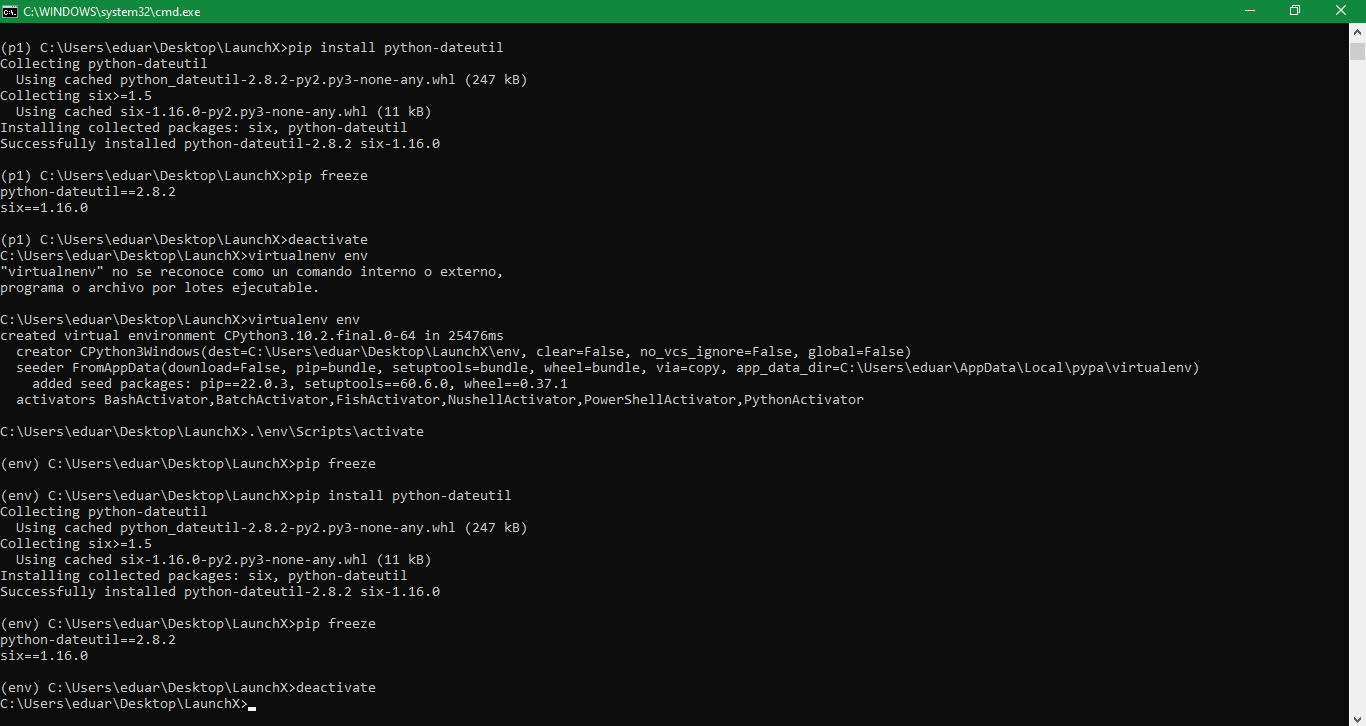 C:\WINDOWS\system32\cmd.exe
(p1) C:\Users\eduar\Desktop\LaunchX>pip install python-dateutil
Collecting python-dateutil
  Using cached python_dateutil-2.8.2-py2.py3-none-any.whl (247 kB)
Collecting six>=1.5
  Using cached six-1.16.0-py2.py3-none-any.whl (11 kB)
Installing collected packages: six, python-dateutil
Successfully installed python-dateutil-2.8.2 six-1.16.0
(p1) C:\Users\eduar\Desktop\LaunchX>pip freeze
python-dateutil==2.8.2
six==1.16.0
(p1) C:\Users\eduar\Desktop\LaunchX>deactivate
C:\Users\eduar\Desktop\LaunchX>virtualnenv env
"virtualnenv" no se reconoce como un comando interno o externo,
programa o archivo por lotes ejecutable.
C:\Users\eduar\Desktop\LaunchX>virtualenv env
created virtual environment CPython3.10.2.final.0-64 in 25476ms
  creator CPython3Windows(dest=C:\Users\eduar\Desktop\LaunchX\env, clear=False, no_vcs_ignore=False, global=False)
  seeder FromAppData(download=False, pip=bundle, setuptools=bundle, wheel=bundle, via=copy, app_data_dir=C:\Users\eduar\AppData\Local\pypa\virtualenv)
    added seed packages: pip==22.0.3, setuptools==60.6.0, wheel==0.37.1
  activators BashActivator,BatchActivator,FishActivator,NushellActivator,PowerShellActivator,PythonActivator
C:\Users\eduar\Desktop\LaunchX>.\env\Scripts\activate
(env) C:\Users\eduar\Desktop\LaunchX>pip freeze
(env) C:\Users\eduar\Desktop\LaunchX>pip install python-dateutil
Collecting python-dateutil
  Using cached python_dateutil-2.8.2-py2.py3-none-any.whl (247 kB)
Collecting six>=1.5
  Using cached six-1.16.0-py2.py3-none-any.whl (11 kB)
Installing collected packages: six, python-dateutil
Successfully installed python-dateutil-2.8.2 six-1.16.0
(env) C:\Users\eduar\Desktop\LaunchX>pip freeze
python-dateutil==2.8.2
six==1.16.0
(env) C:\Users\eduar\Desktop\LaunchX>deactivate
C:\Users\eduar\Desktop\LaunchX>